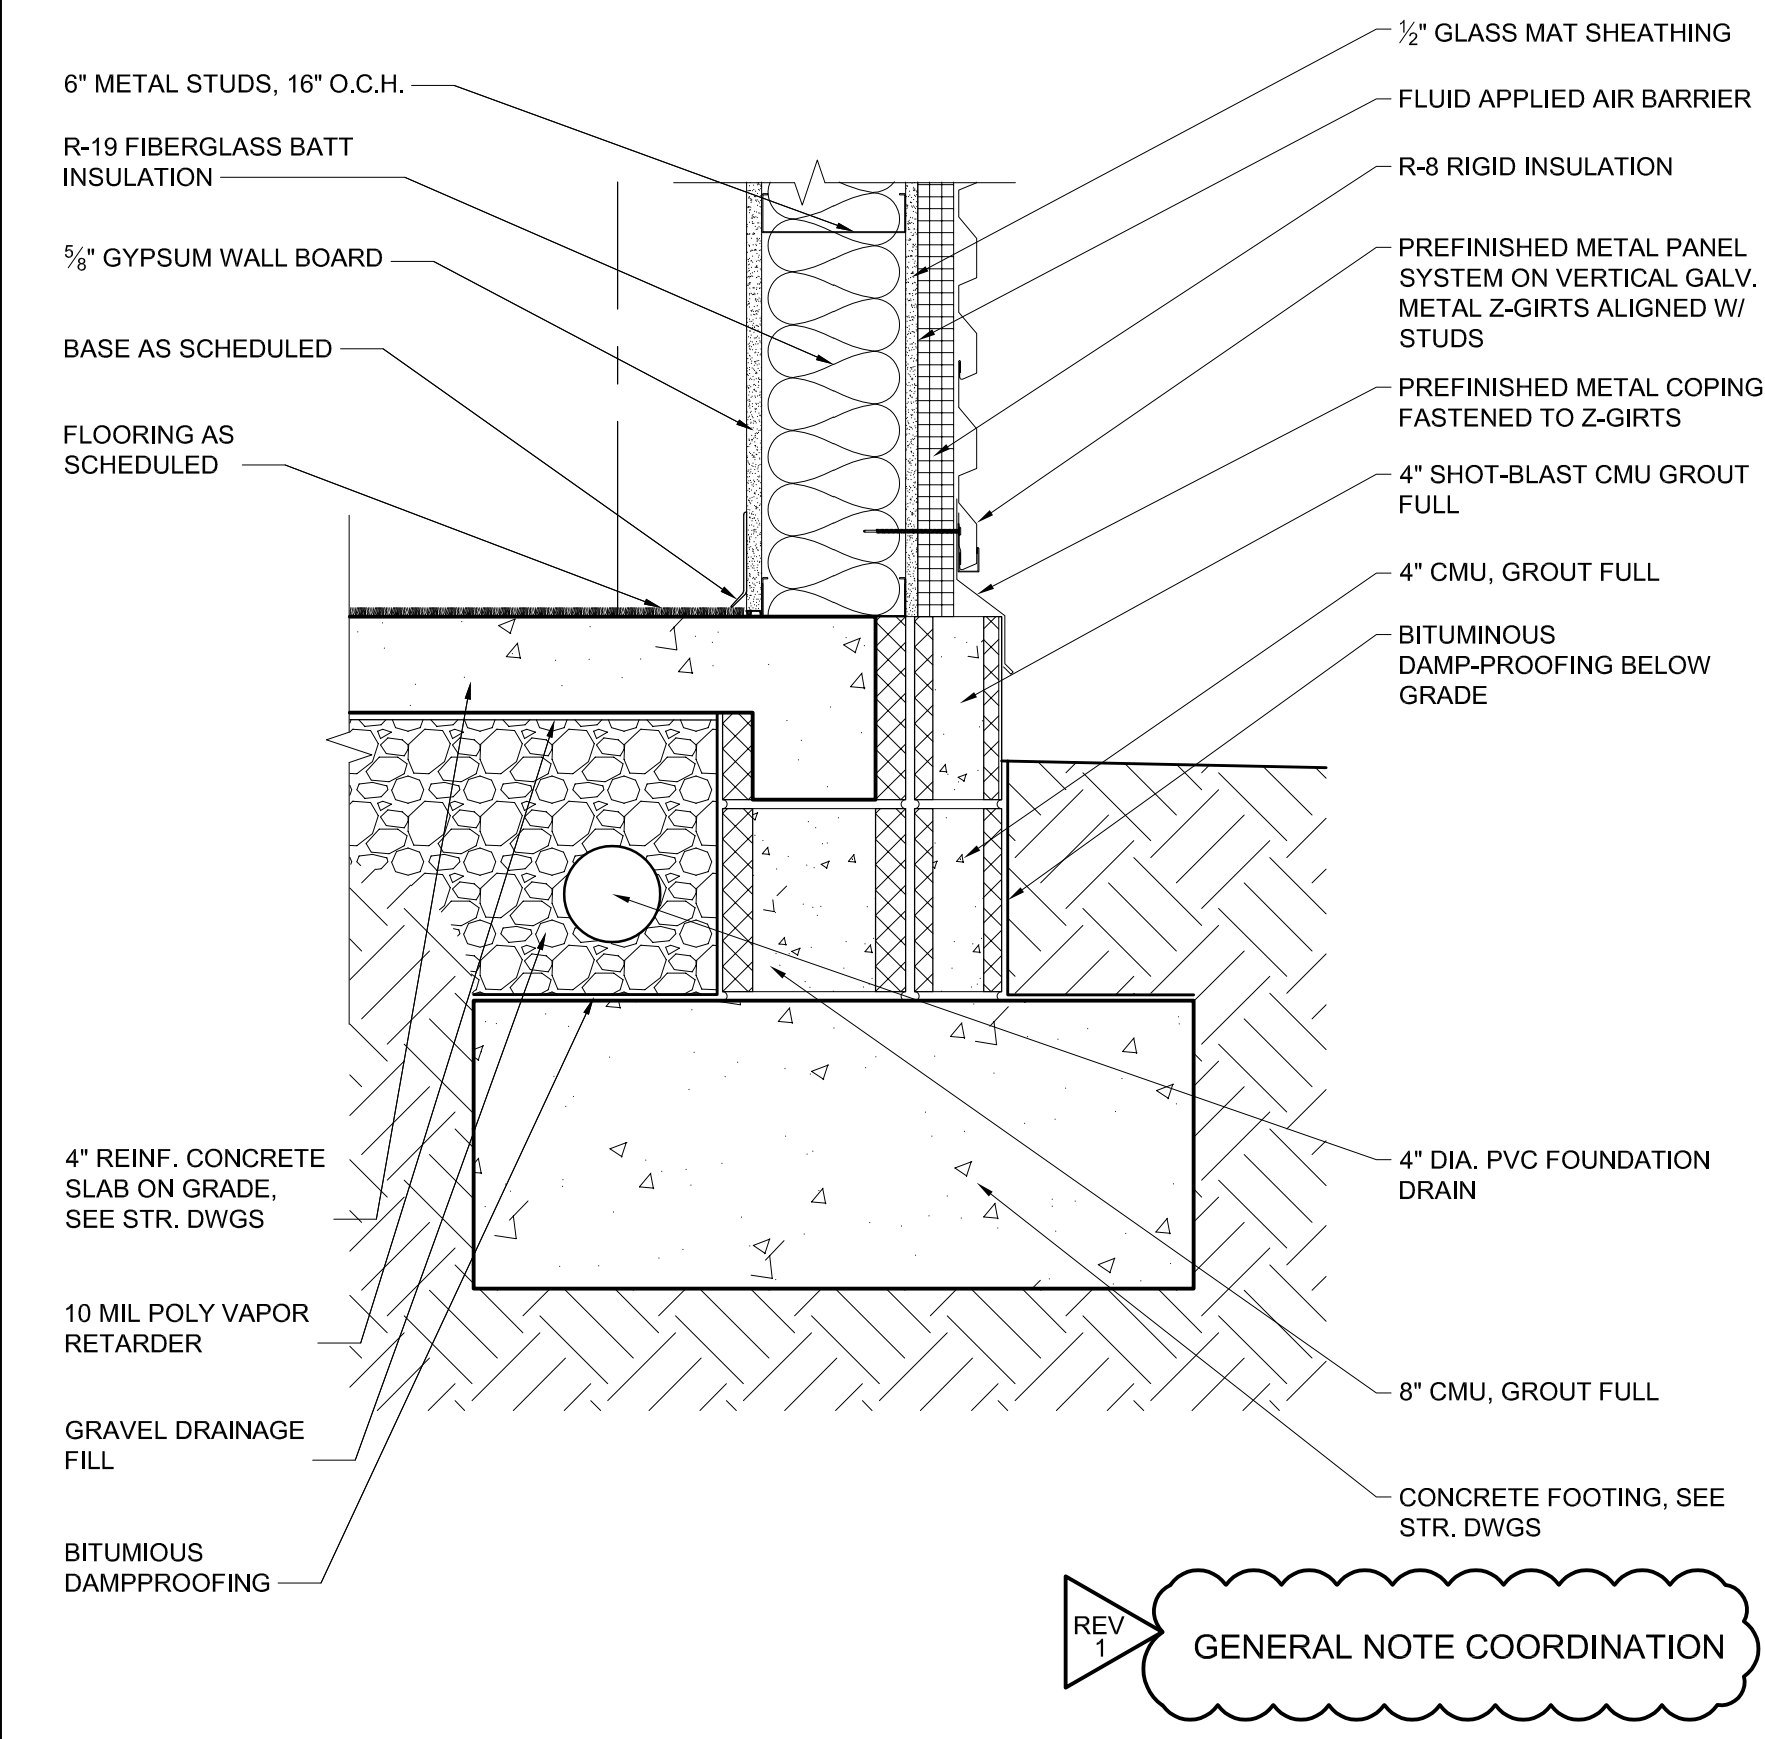 6" METAL STUDS, 16" O.C.H.
R-19 FIBERGLASS BATT
INSULATION
⅝" GYPSUM WALL BOARD
BASE AS SCHEDULED
FLOORING AS
SCHEDULED
4" REINF. CONCRETE
SLAB ON GRADE,
SEE STR. DWGS
10 MIL POLY VAPOR
RETARDER
GRAVEL DRAINAGE
FILL
BITUMIOUS
DAMPPROOFING
½" GLASS MAT SHEATHING
FLUID APPLIED AIR BARRIER
R-8 RIGID INSULATION
PREFINISHED METAL PANEL
SYSTEM ON VERTICAL GALV.
METAL Z-GIRTS ALIGNED W/
STUDS
PREFINISHED METAL COPING
FASTENED TO Z-GIRTS
4" SHOT-BLAST CMU GROUT
FULL
4" CMU, GROUT FULL
BITUMINOUS
DAMP-PROOFING BELOW
GRADE
4" DIA. PVC FOUNDATION
DRAIN
8" CMU, GROUT FULL
CONCRETE FOOTING, SEE
STR. DWGS
REV
1
GENERAL NOTE COORDINATION